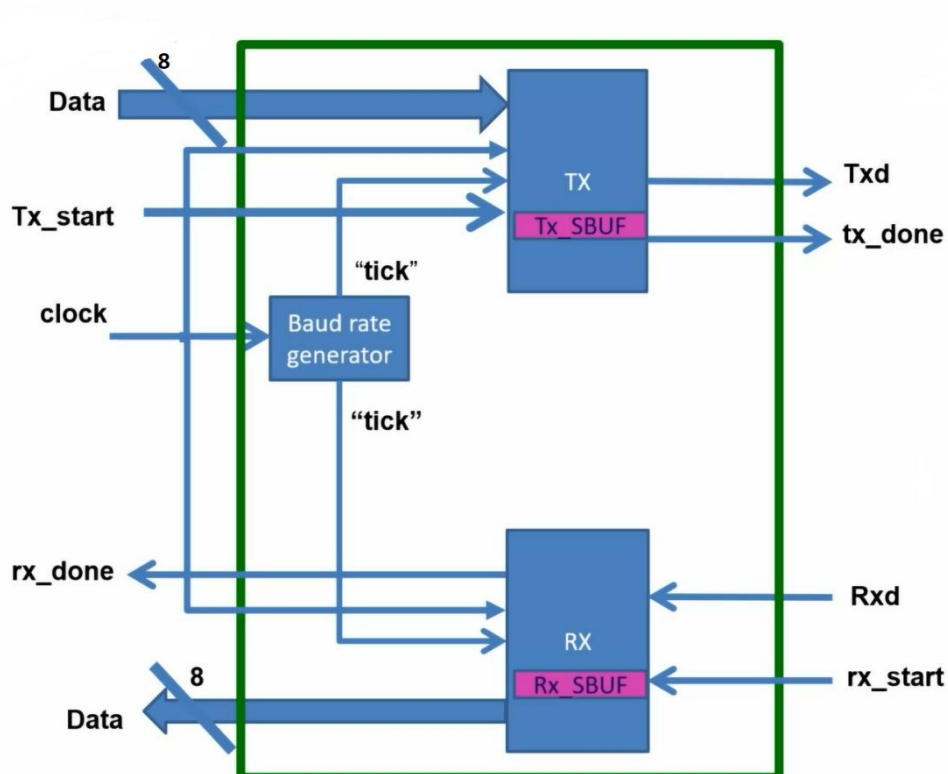 8
Data
TX
Txd
Tx_start
Tx_SBUF
tx_done
“tick”
clock
Baud rate
generator
“tick”
rx_done
Rxd
RX
8
rx_start
Rx_SBUF
Data